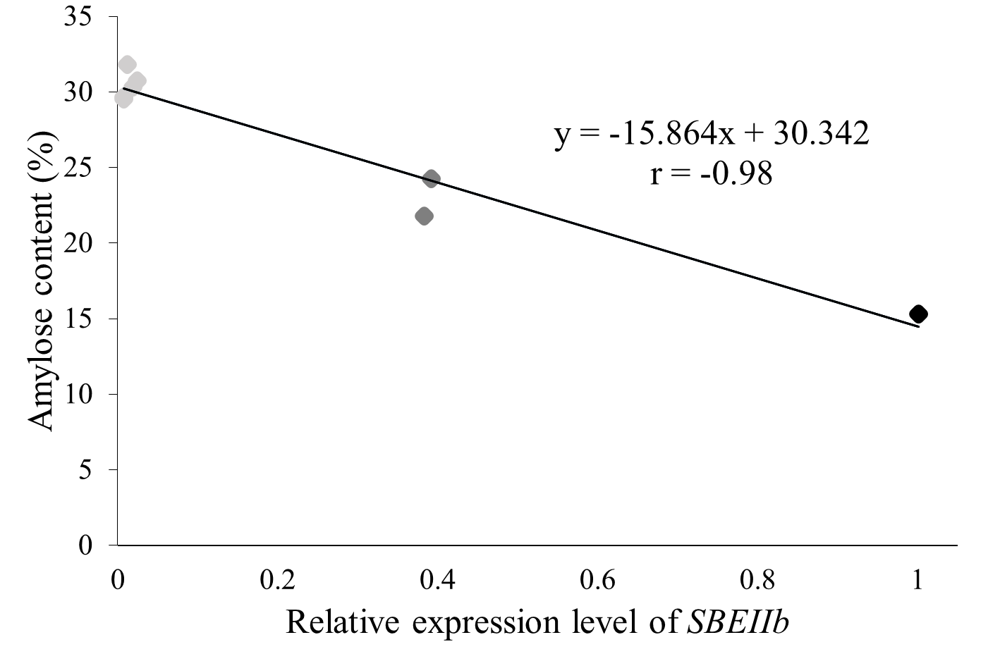 35
30
25
20
15
10
5
0
Amylose content (%)
y = -15.864x + 30.342
r = -0.98
0 0.2 0.4 0.6 0.8 1
Relative expression level of SBEIIb